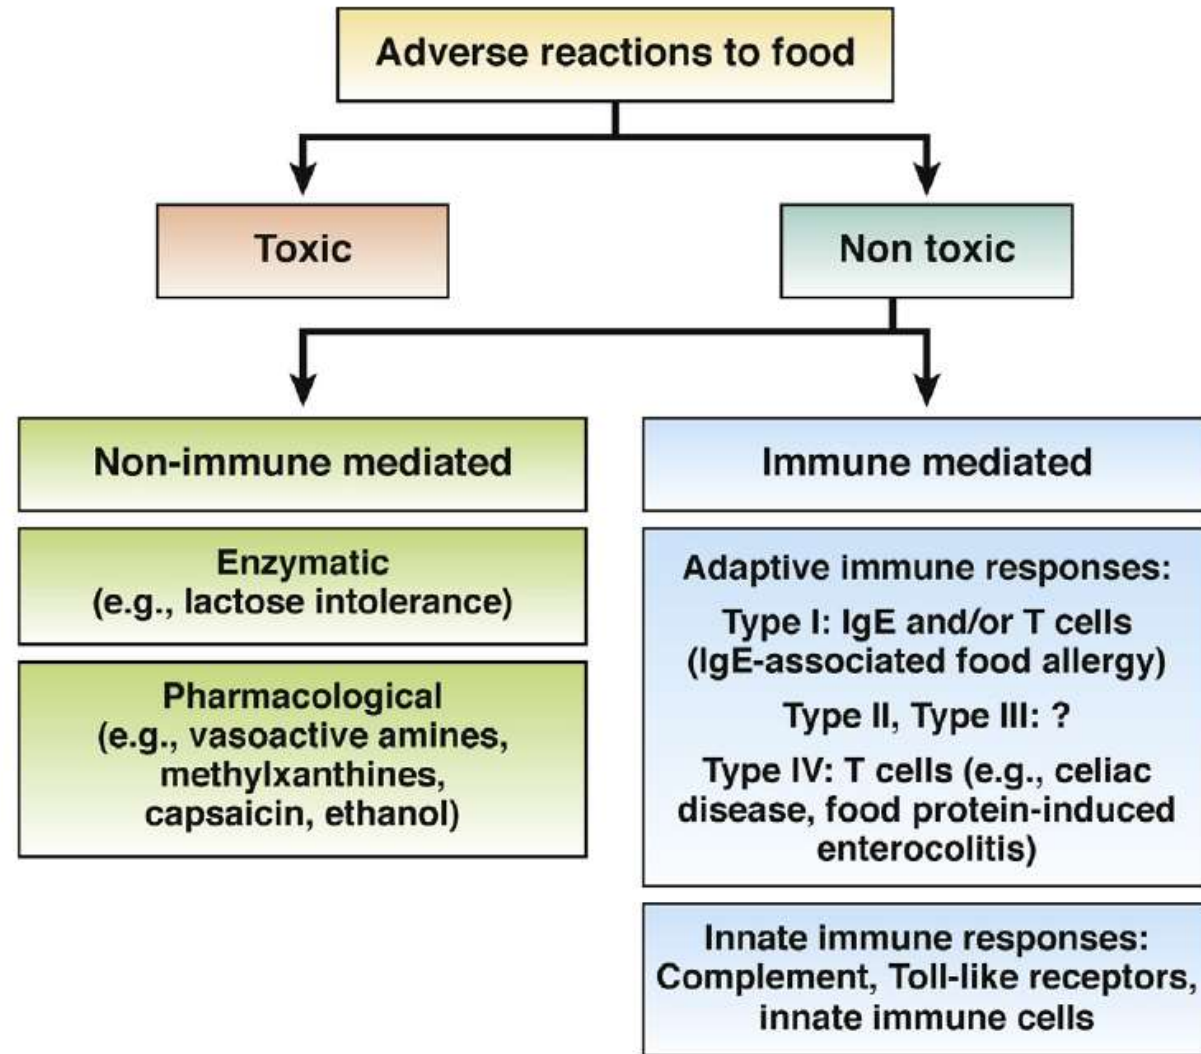 Adverse reactions to food
Toxic
Non toxic
Non-immune mediated
Enzymatic
(e.g., lactose intolerance)
Pharmacological
(e.g., vasoactive amines,
methylxanthines,
capsaicin, ethanol)
Immune mediated
Adaptive immune responses:
Type I: IgE and/or T cells
(IgE-associated food allergy)
Type II, Type III: ?
Type IV: T cells (e.g., celiac
disease, food protein-induced
enterocolitis)
Innate immune responses:
Complement, Toll-like receptors,
innate immune cells